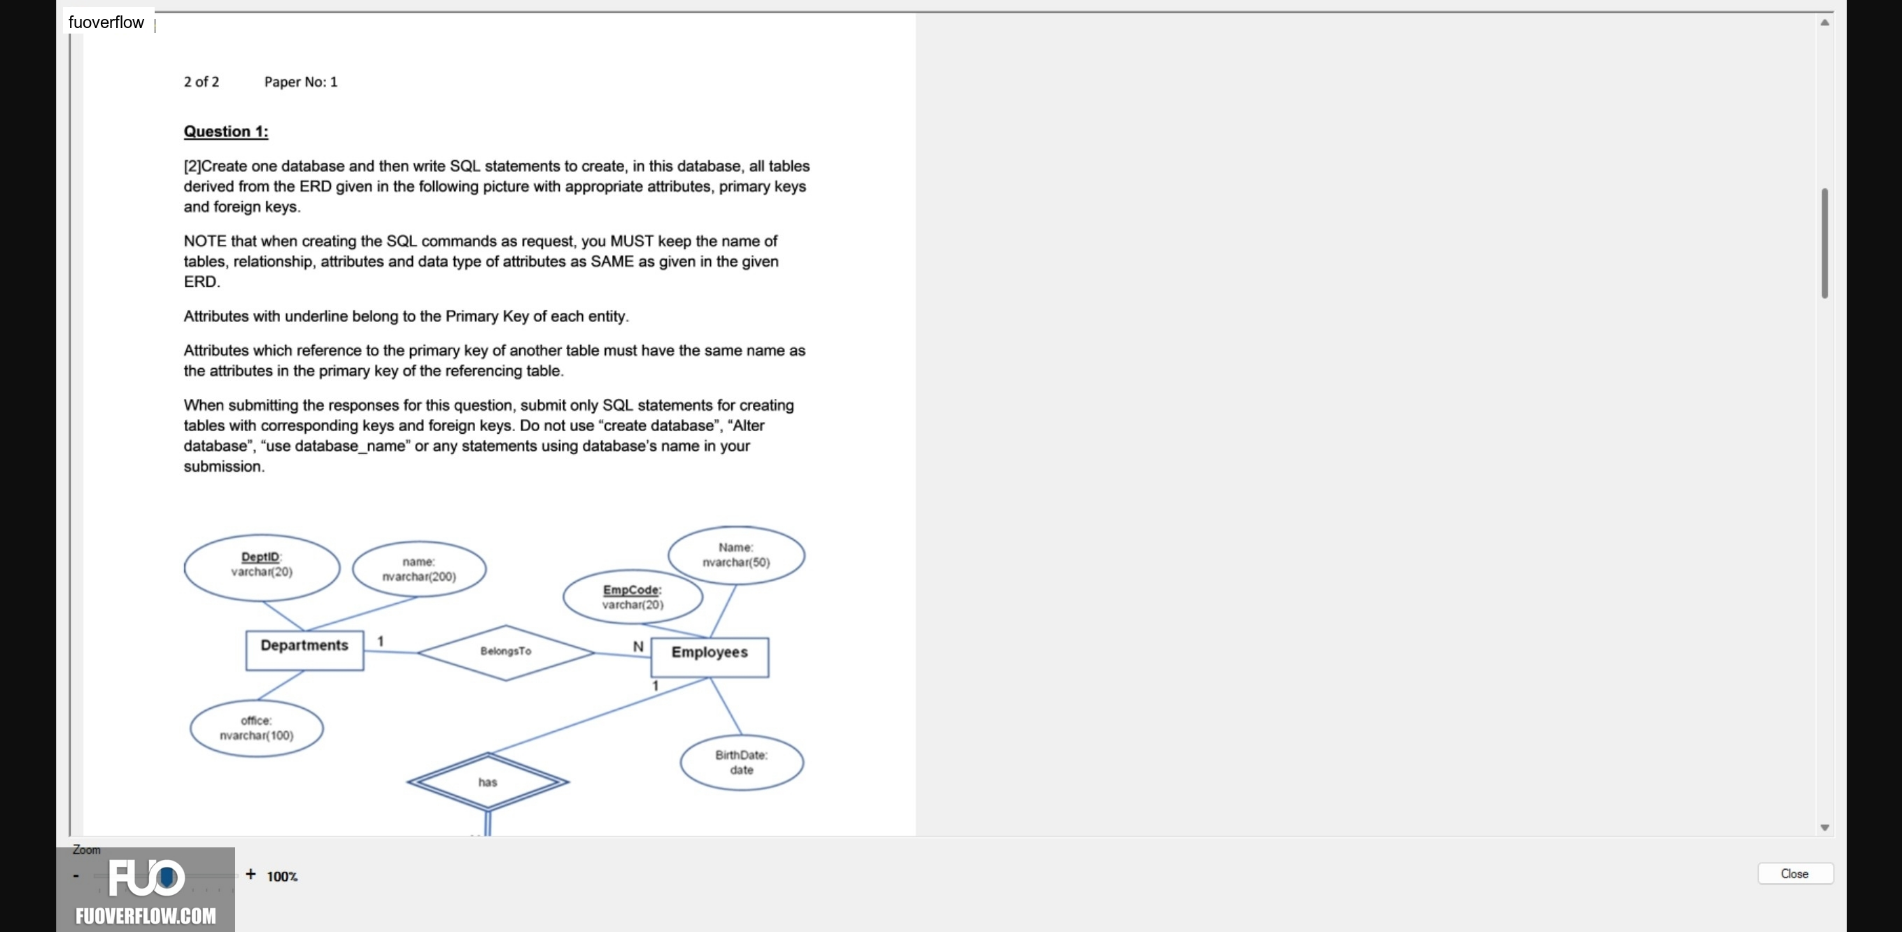 fuoverflow
2 of 2 Paper No: 1
Question 1:
[2]Create one database and then write SQL statements to create, in this database, all tables
derived from the ERD given in the following picture with appropriate attributes, primary keys
and foreign keys.
NOTE that when creating the SQL commands as request, you MUST keep the name of
tables, relationship, attributes and data type of attributes as SAME as given in the given
ERD.
Attributes with underline belong to the Primary Key of each entity.
Attributes which reference to the primary key of another table must have the same name as
the attributes in the primary key of the referencing table.
When submitting the responses for this question, submit only SQL statements for creating
tables with corresponding keys and foreign keys. Do not use “create database”, “Alter
database”, “use database_name” or any statements using database’s name in your
submission.
DeptID:
varchar(20)
name:
nvarchar(200)
Name:
nvarchar(50)
EmpCode:
varchar(20)
Departments
1
BelongsTo
N
Employees
1
office:
nvarchar(100)
BirthDate:
date
has
Zoom
- + 100%
Close
FUO
FUOVERFLOW.COM